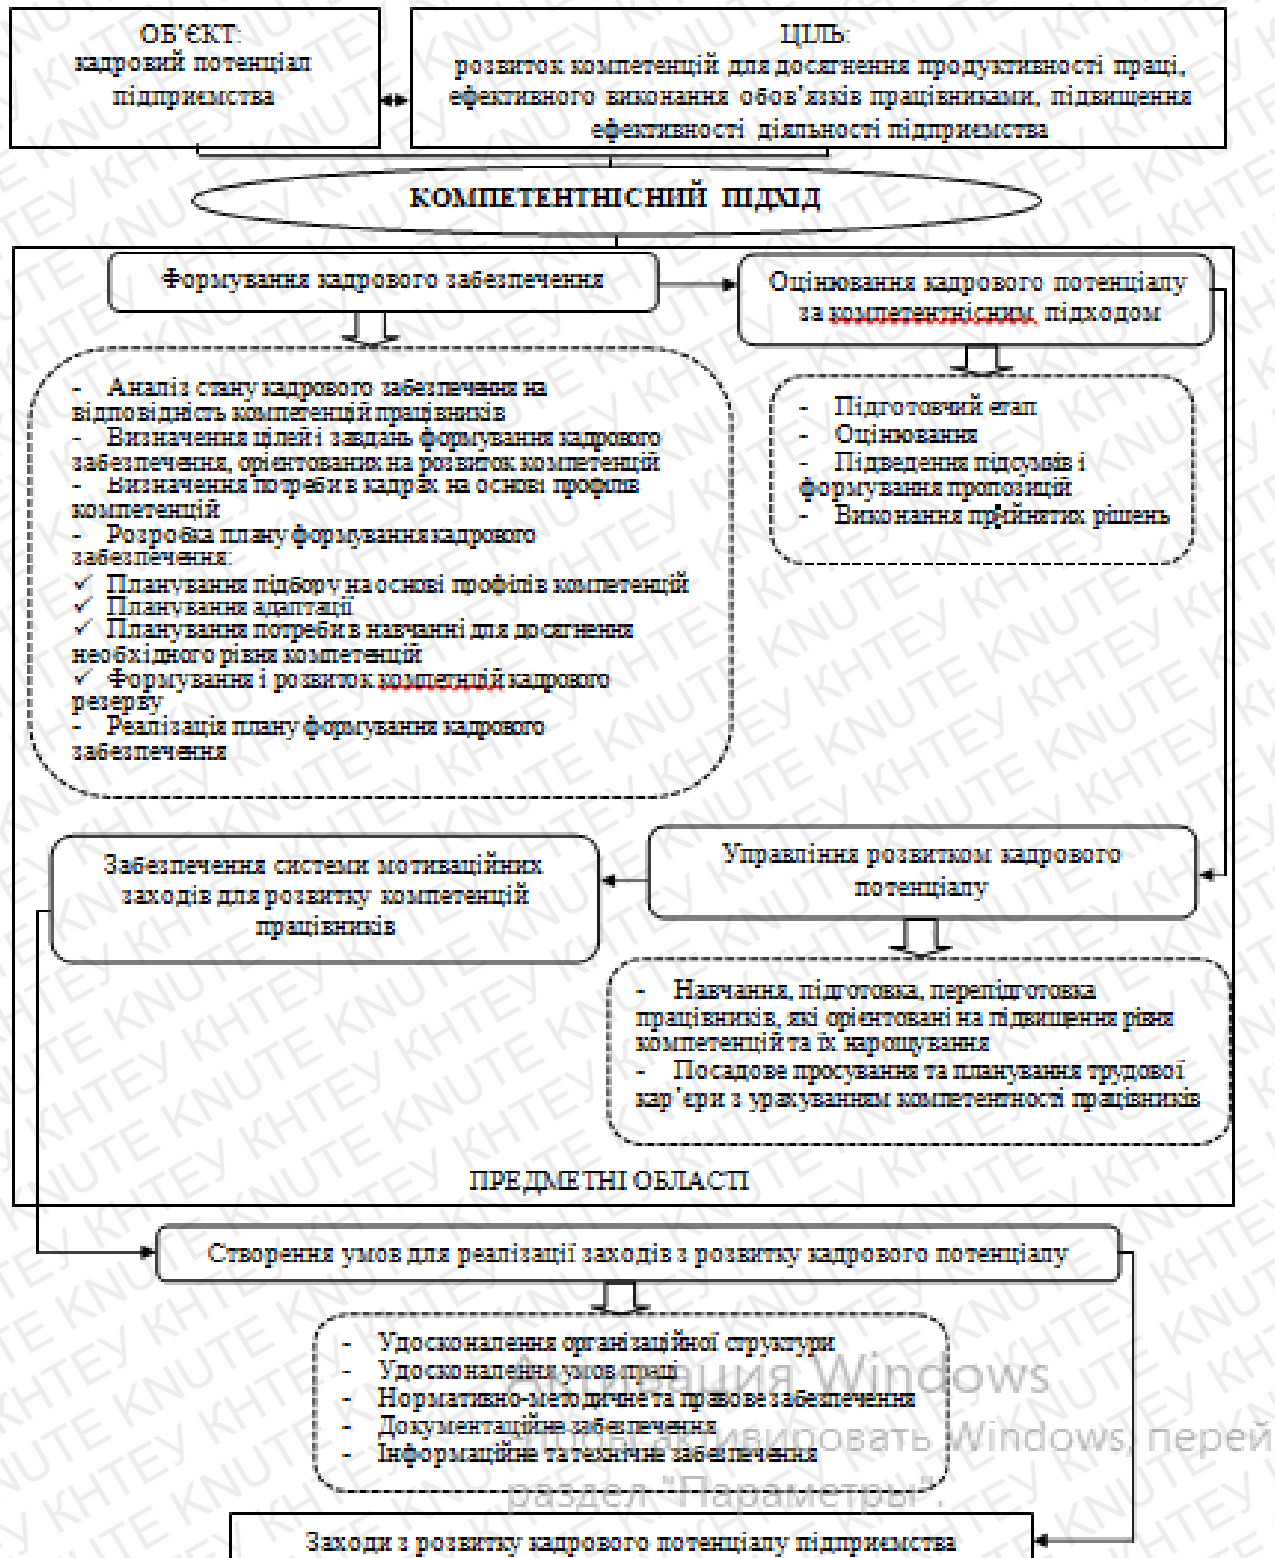 ОБ’ЄКТ:
кадровий потенціал
підприємства
ЦІЛЬ:
розвиток компетенцій для досягнення продуктивності праці,
ефективного виконання обов’язків працівниками, підвищення
ефективності діяльності підприємства
КОМПЕТЕНТНІСНИЙ ПІДХІД
Формування кадрового забезпечення
Оцінювання кадрового потенціалу
за компетентнісним підходом
- Аналіз стану кадрового забезпечення на
відповідність компетенцій працівників
- Визначення цілей і завдань формування кадрового
забезпечення, орієнтованих на розвиток компетенцій
- Визначення потреби в кадрах на основі профілів
компетенцій
- Розробка плану формування кадрового
забезпечення:
✓ Планування підбору на основі профілів компетенцій
✓ Планування адаптації
✓ Планування потреби в навчанні для досягнення
необхідного рівня компетенцій
✓ Формування і розвиток компетнцій кадрового
резерву
- Реалізація плану формування кадрового
забезпечення
- Підготовчий етап
- Оцінювання
- Підведення підсумків і
формування пропозицій
- Виконання прийнятих рішень
Забезпечення системи мотиваційних
заходів для розвитку компетенцій
працівників
Управління розвитком кадрового
потенціалу
- Навчання, підготовка, перепідготовка
працівників, які орієнтовані на підвищення рівня
компетенцій та їх нарощування
- Посадове просування та планування трудової
кар’єри з урахуванням компетентності працівників
ПРЕДМЕТНІ ОБЛАСТІ
Створення умов для реалізації заходів з розвитку кадрового потенціалу
- Удосконалення організаційної структури
- Удосконалення умов праці
- Нормативно-методичне та правове забезпечення
- Документаційне забезпечення
- Інформаційне та технічне забезпечення
Активация Windows
активировать Windows, перей
раздел "Параметры".
Заходи з розвитку кадрового потенціалу підприємства